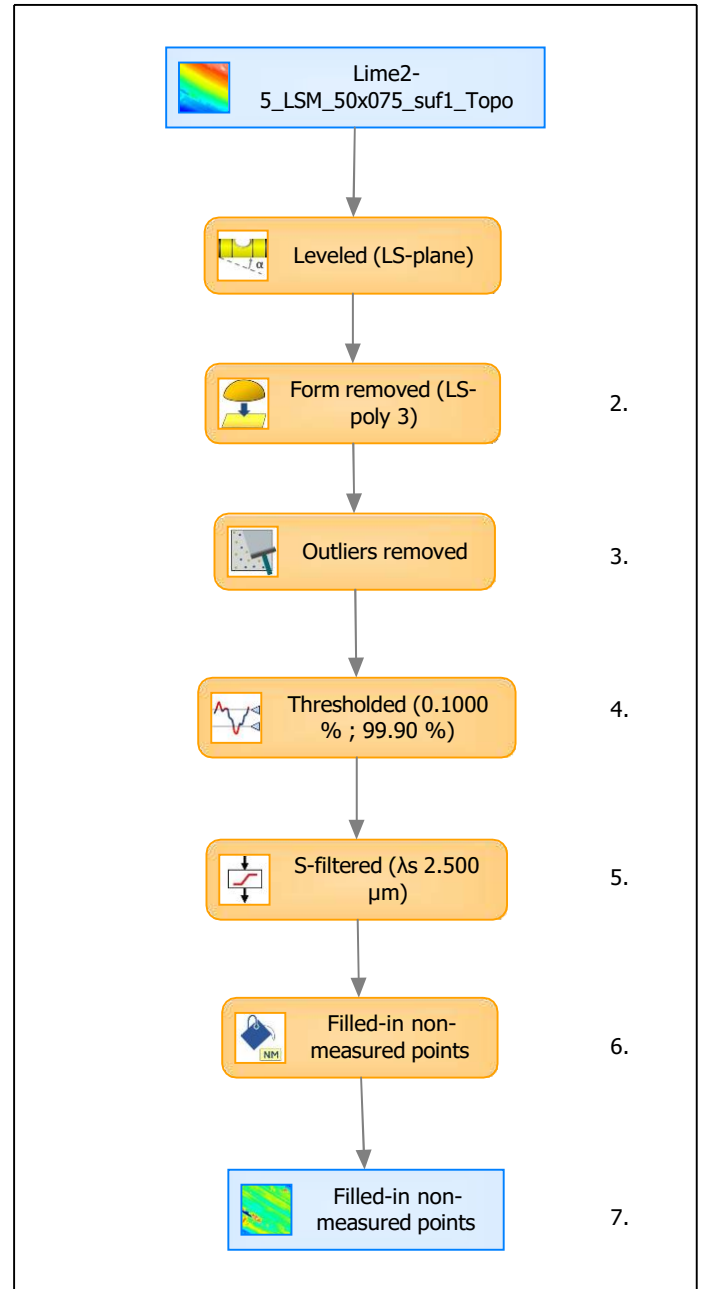 Lime2-
5_LSM_50x075_suf1_Topo
α
Leveled (LS-plane)
Form removed (LS-
poly 3)
2.
Outliers removed
3.
Thresholded (0.1000
% ; 99.90 %)
4.
S-filtered (λs 2.500
µm)
5.
NM
Filled-in non-
measured points
6.
Filled-in non-
measured points
7.